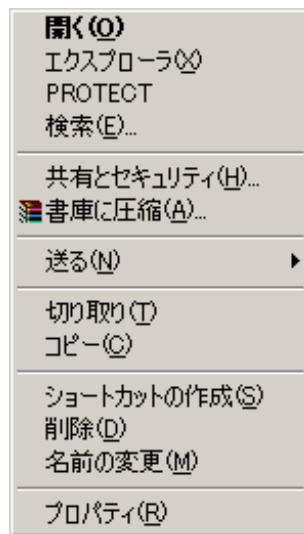 開く(O)
エクスプローラ(X)
PROTECT
検索(E)...
共有とセキュリティ(H)...
書庫に圧縮(A)...
送る(N)
切り取り(T)
コピー(C)
ショートカットの作成(S)
削除(D)
名前の変更(M)
プロパティ(R)